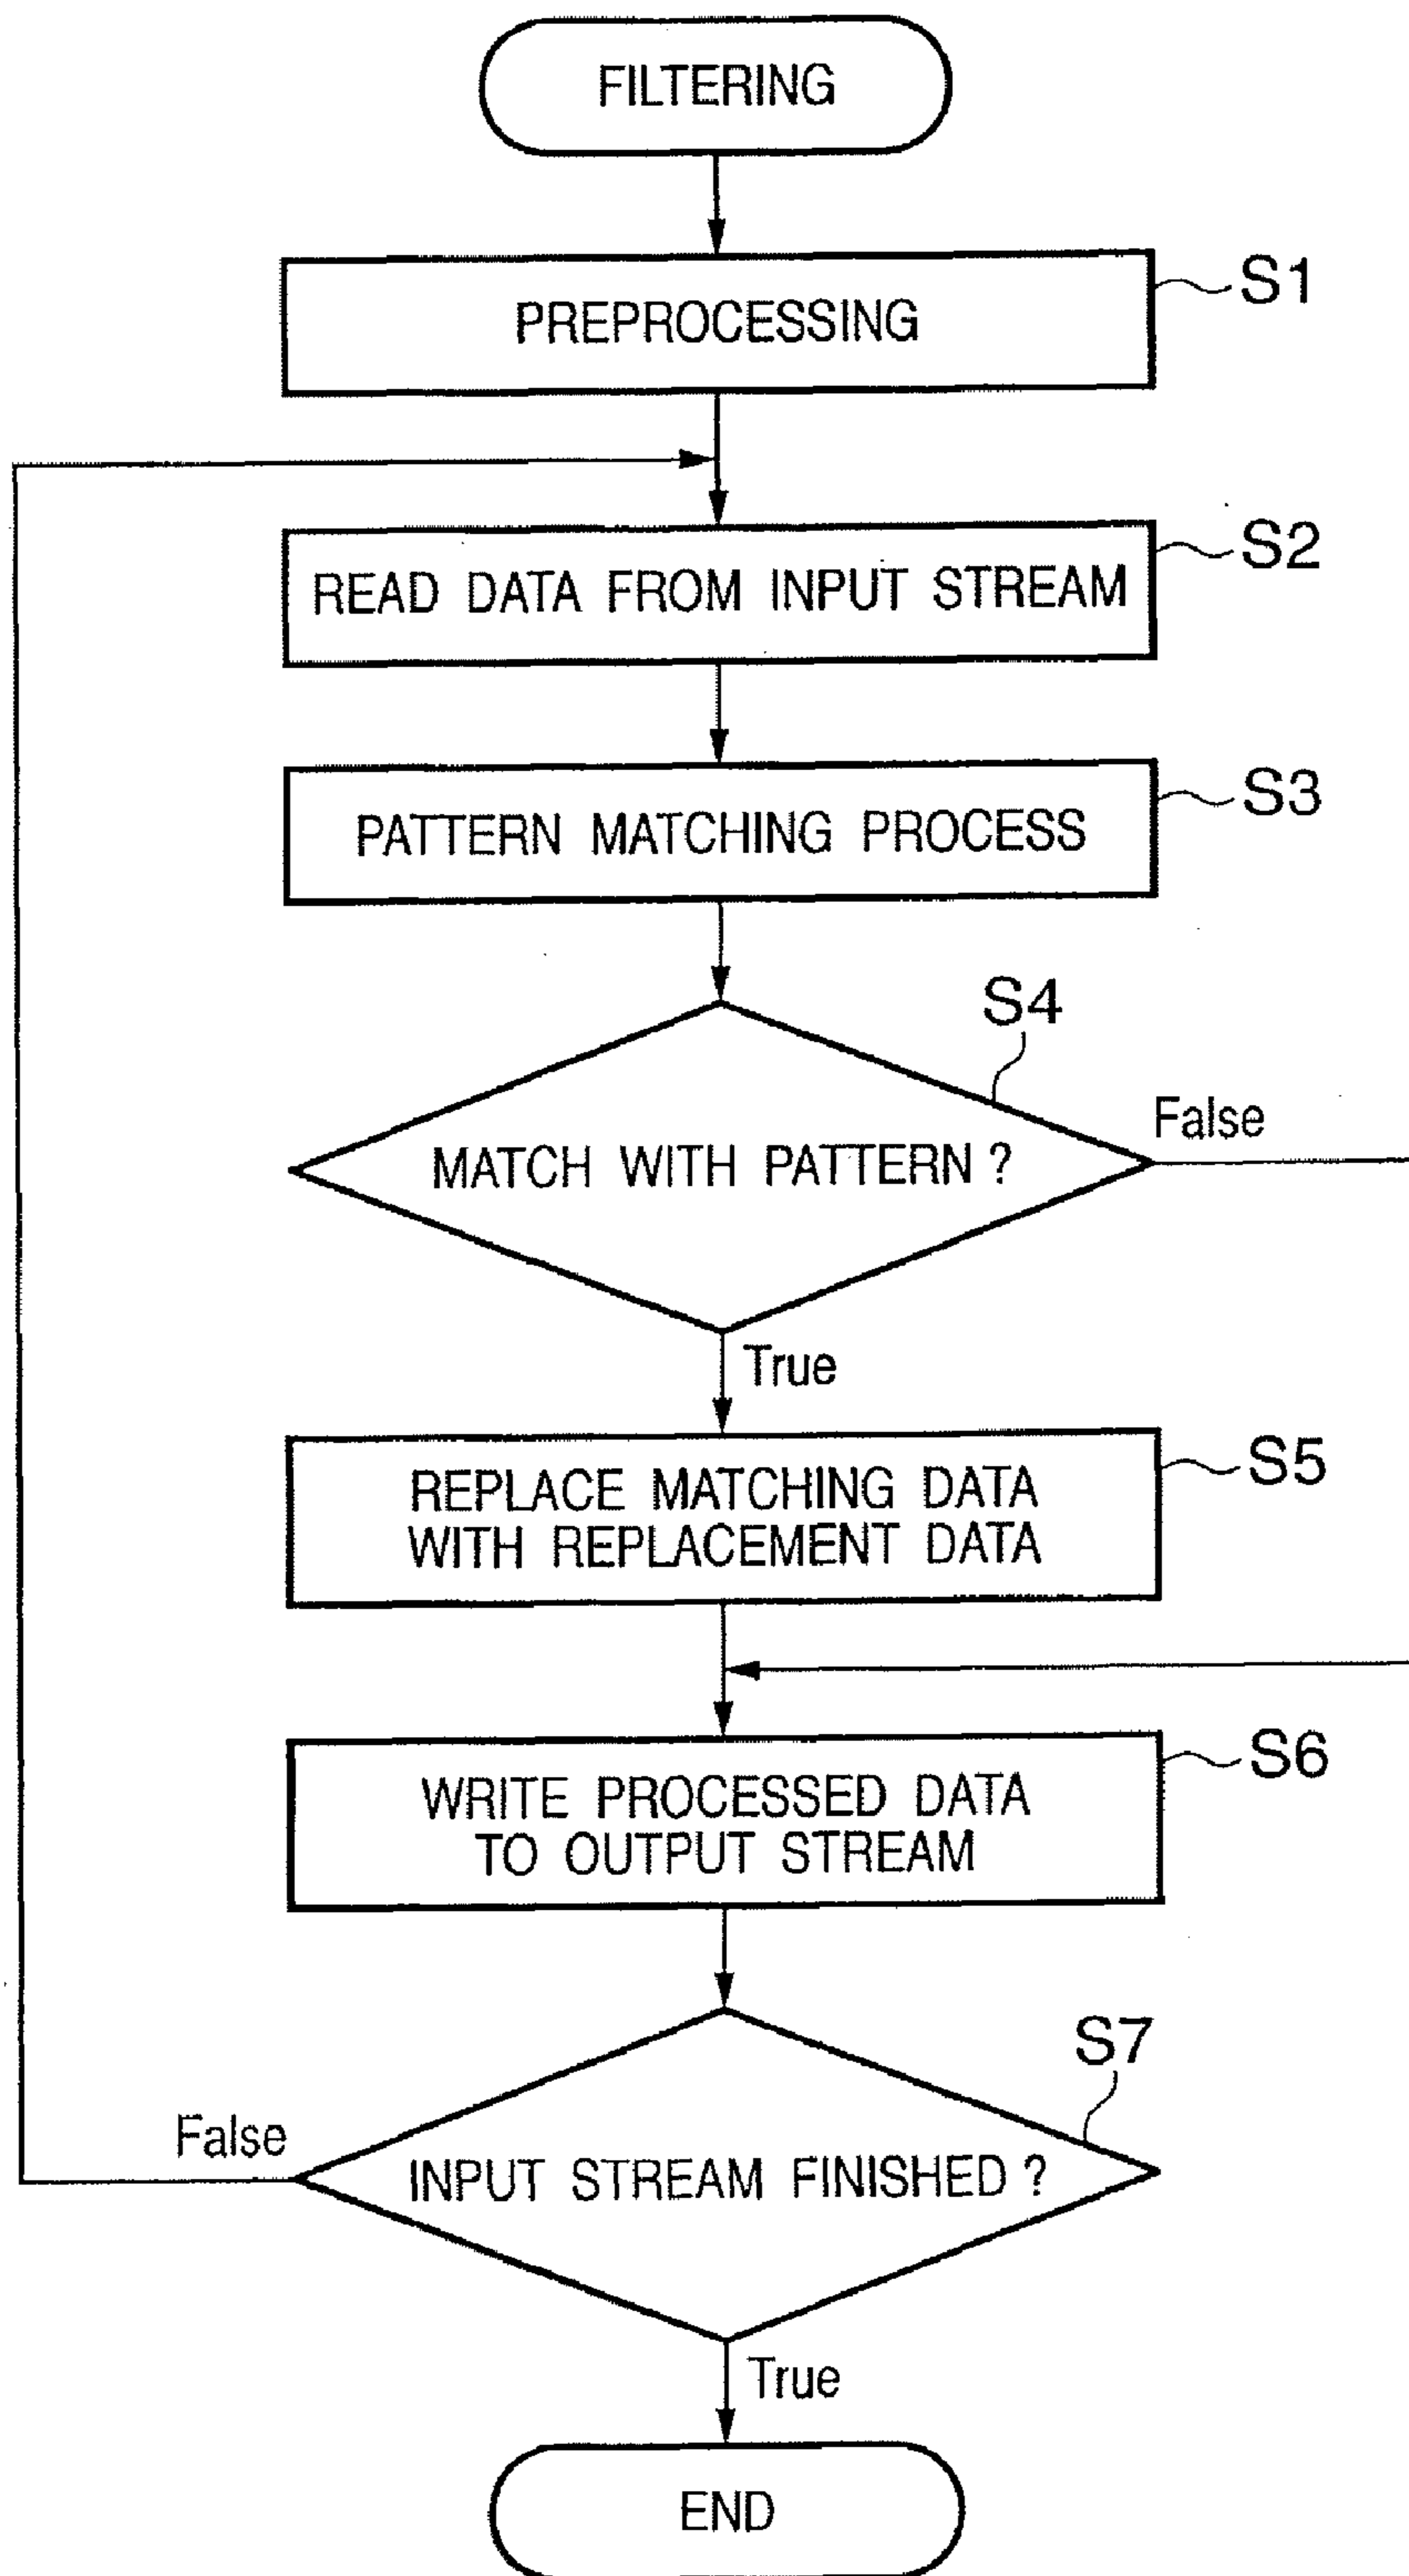 FILTERING
PREPROCESSING
S1
READ DATA FROM INPUT STREAM
S2
PATTERN MATCHING PROCESS
S3
S4
MATCH WITH PATTERN ?
False
True
REPLACE MATCHING DATA
WITH REPLACEMENT DATA
S5
WRITE PROCESSED DATA
TO OUTPUT STREAM
S6
S7
False
INPUT STREAM FINISHED ?
True
END